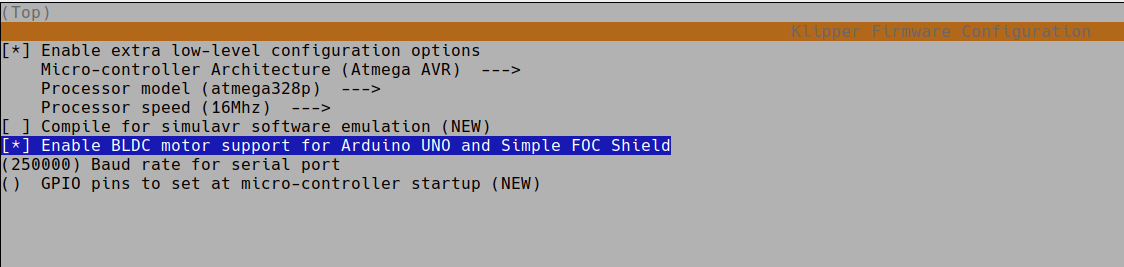 (Top)
Klipper Firmware Configuration
[*] Enable extra low-level configuration options
    Micro-controller Architecture (Atmega AVR)  --->
    Processor model (atmega328p)  --->
    Processor speed (16Mhz)  --->
[ ] Compile for simulavr software emulation (NEW)
[*] Enable BLDC motor support for Arduino UNO and Simple FOC Shield
(250000) Baud rate for serial port
()  GPIO pins to set at micro-controller startup (NEW)